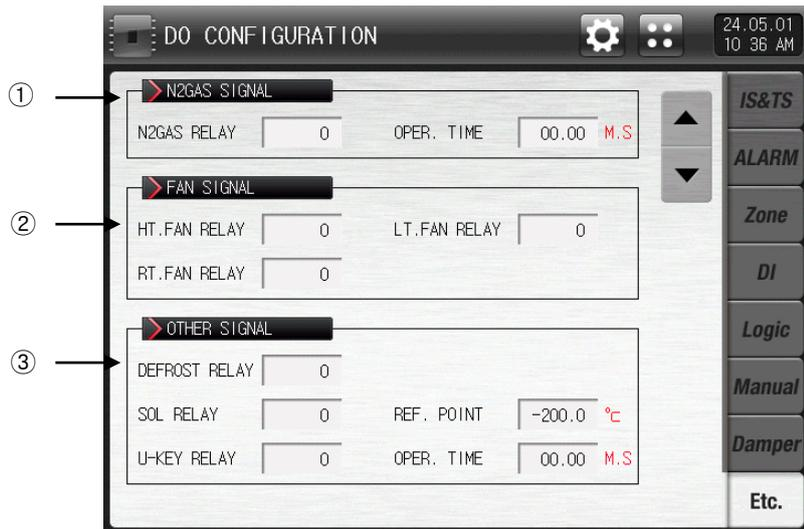 DO CONFIGURATION
24.05.01
10 36 AM
① N2GAS SIGNAL
N2GAS RELAY 0 OPER. TIME 00.00 M.S
② FAN SIGNAL
HT.FAN RELAY 0 LT.FAN RELAY 0
RT.FAN RELAY 0
③ OTHER SIGNAL
DEFROST RELAY 0
SOL RELAY 0 REF. POINT -200.0 ℃
U-KEY RELAY 0 OPER. TIME 00.00 M.S
IS&TS
ALARM
Zone
DI
Logic
Manual
Damper
Etc.